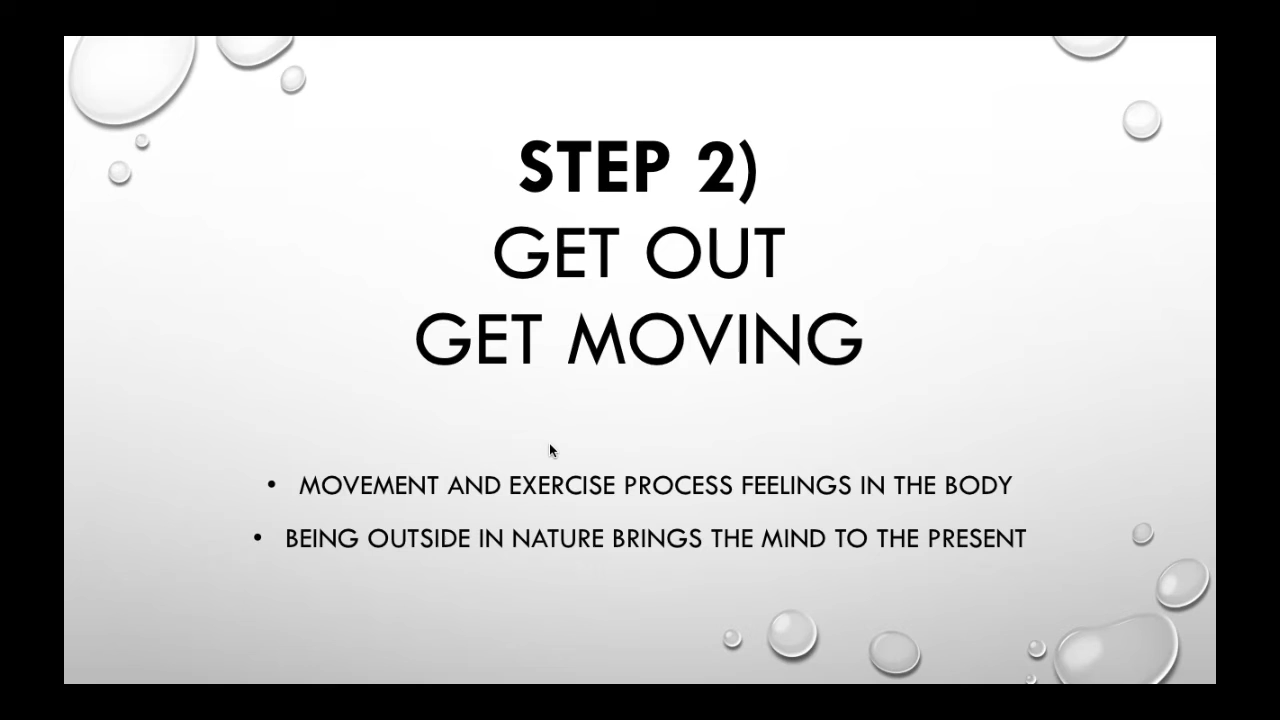 STEP 2)
GET OUT
GET MOVING
• MOVEMENT AND EXERCISE PROCESS FEELINGS IN THE BODY
• BEING OUTSIDE IN NATURE BRINGS THE MIND TO THE PRESENT